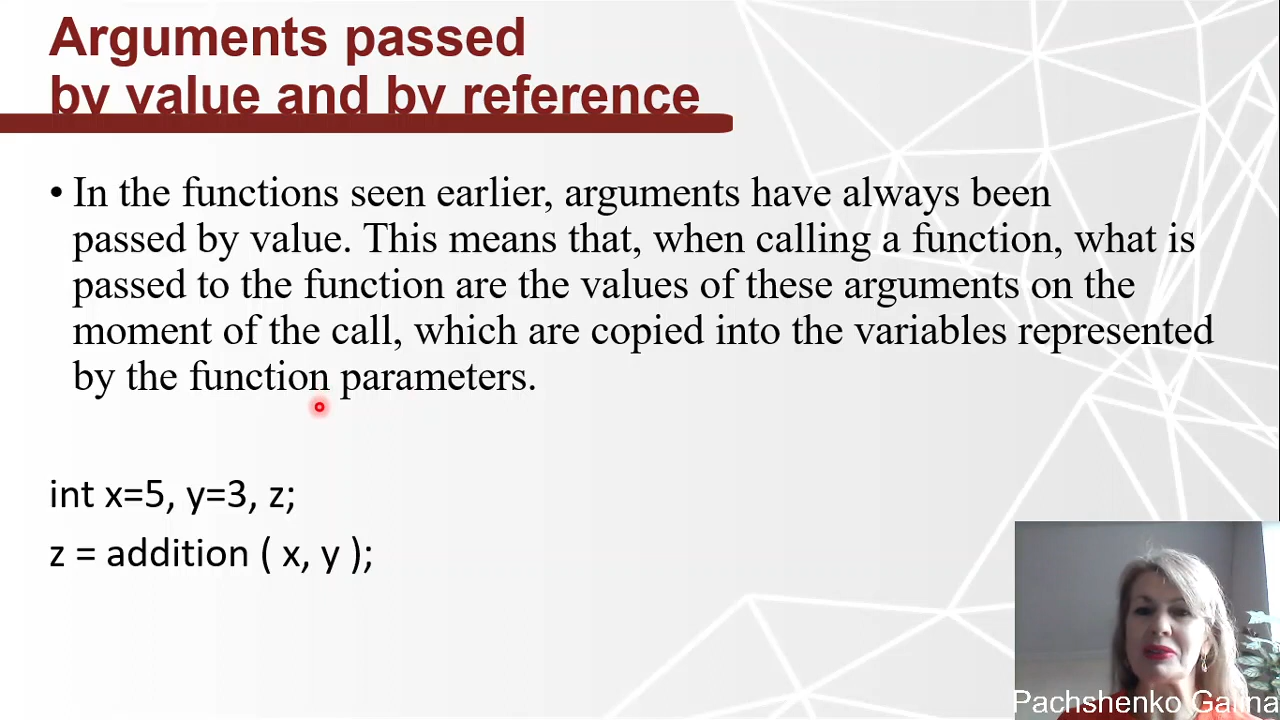 Arguments passed
by value and by reference
• In the functions seen earlier, arguments have always been
passed by value. This means that, when calling a function, what is
passed to the function are the values of these arguments on the
moment of the call, which are copied into the variables represented
by the function parameters.
int x=5, y=3, z;
z = addition ( x, y );
Pachshenko Galina